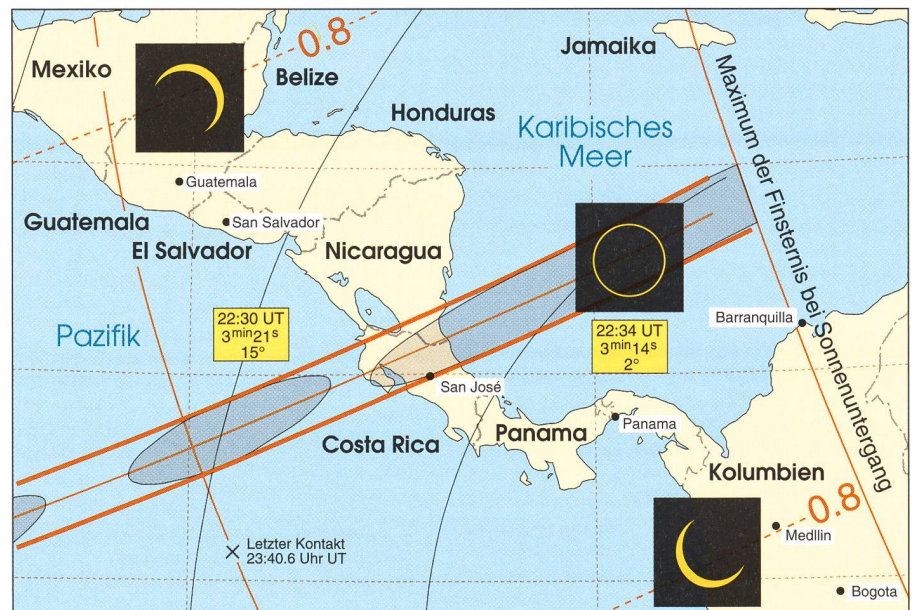 0.8
Jamaika
Mexiko
Belize
Honduras
Karibisches
Meer
Guatemala
Guatemala
San Salvador
El Salvador
Nicaragua
Maximum der Finsternis bei Sonnenuntergang
Pazifik
22:30 UT
3min21s
15°
22:34 UT
3min14s
2°
Barranquilla
San José
Costa Rica
Panama
Panama
Kolumbien
0.8
Letzter Kontakt
23:40.6 Uhr UT
Medllin
Bogota